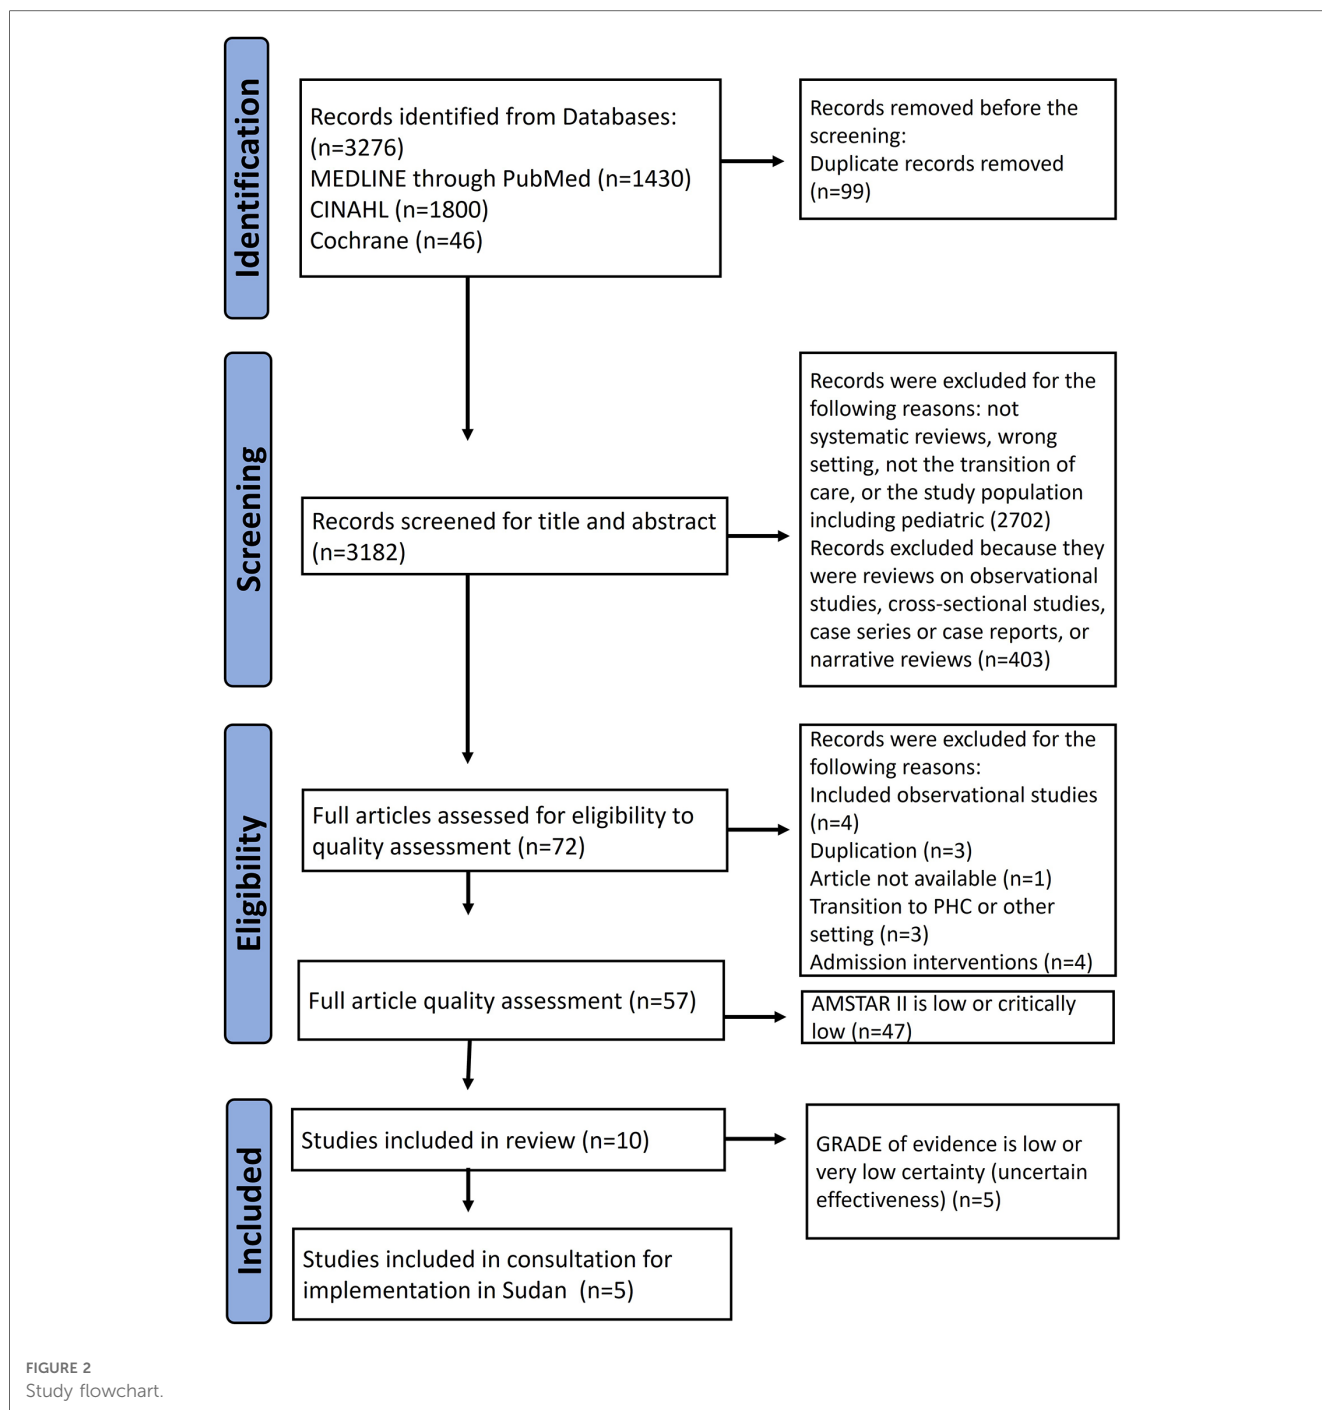 Identification
Records identified from Databases:
(n=3276)
MEDLINE through PubMed (n=1430)
CINAHL (n=1800)
Cochrane (n=46)
Records removed before the
screening:
Duplicate records removed
(n=99)
Screening
Records screened for title and abstract
(n=3182)
Records were excluded for the
following reasons: not
systematic reviews, wrong
setting, not the transition of
care, or the study population
including pediatric (2702)
Records excluded because they
were reviews on observational
studies, cross-sectional studies,
case series or case reports, or
narrative reviews (n=403)
Eligibility
Full articles assessed for eligibility to
quality assessment (n=72)
Records were excluded for the
following reasons:
Included observational studies
(n=4)
Duplication (n=3)
Article not available (n=1)
Transition to PHC or other
setting (n=3)
Admission interventions (n=4)
Full article quality assessment (n=57)
AMSTAR II is low or critically
low (n=47)
Included
Studies included in review (n=10)
GRADE of evidence is low or
very low certainty (uncertain
effectiveness) (n=5)
Studies included in consultation for
implementation in Sudan (n=5)
FIGURE 2
Study flowchart.